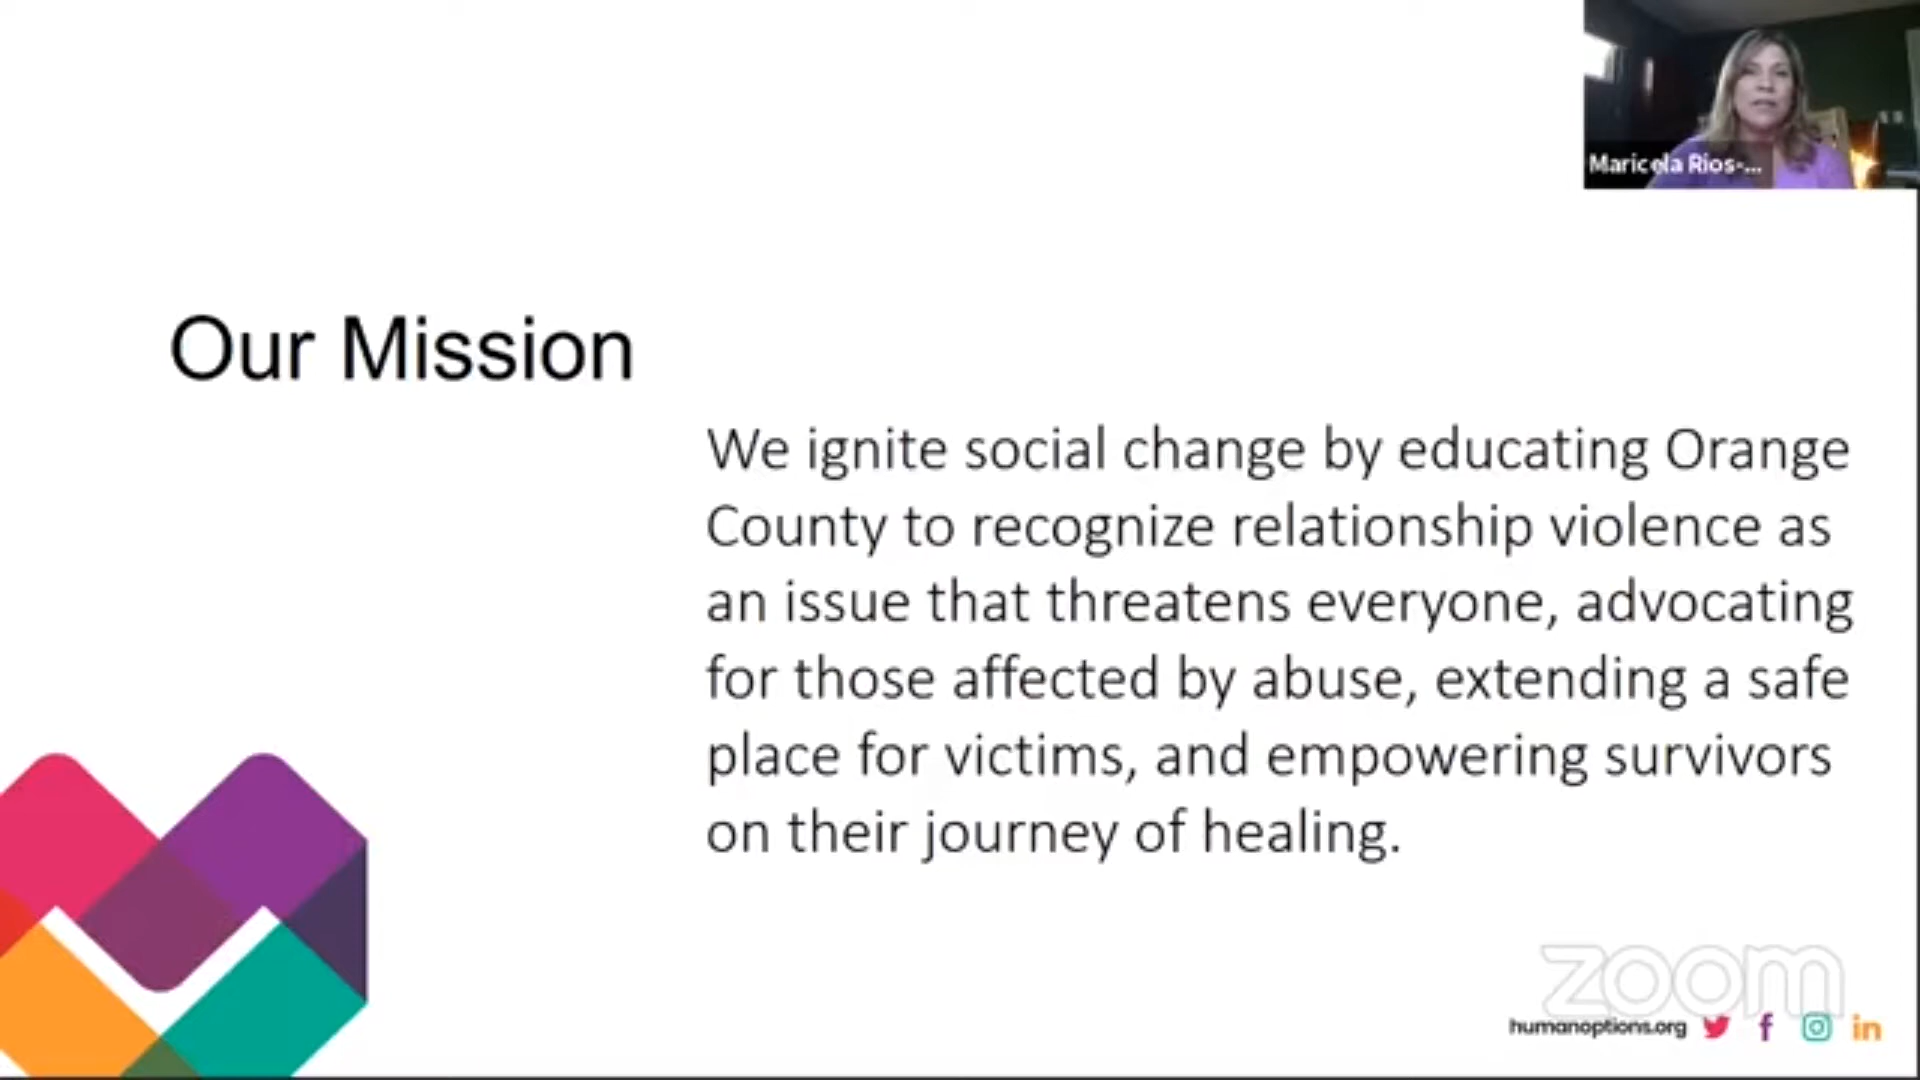 Maricela Rios-...
Our Mission
We ignite social change by educating Orange
County to recognize relationship violence as
an issue that threatens everyone, advocating
for those affected by abuse, extending a safe
place for victims, and empowering survivors
on their journey of healing.
zoom
humanoptions.org